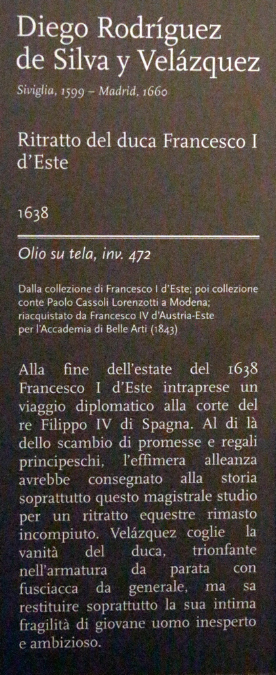 Diego Rodríguez
de Silva y Velázquez
Siviglia, 1599 – Madrid, 1660
Ritratto del duca Francesco I
d'Este
1638
Olio su tela, inv. 472
Dalla collezione di Francesco I d'Este; poi collezione
conte Paolo Cassoli Lorenzotti a Modena;
riacquistato da Francesco IV d'Austria-Este
per l'Accademia di Belle Arti (1843)
Alla fine dell'estate del 1638
Francesco I d'Este intraprese un
viaggio diplomatico alla corte del
re Filippo IV di Spagna. Al di là
dello scambio di promesse e regali
principeschi, l'effimera alleanza
avrebbe consegnato alla storia
soprattutto questo magistrale studio
per un ritratto equestre rimasto
incompiuto. Velázquez coglie la
vanità del duca, trionfante
nell'armatura da parata con
fusciacca da generale, ma sa
restituire soprattutto la sua intima
fragilità di giovane uomo inesperto
e ambizioso.